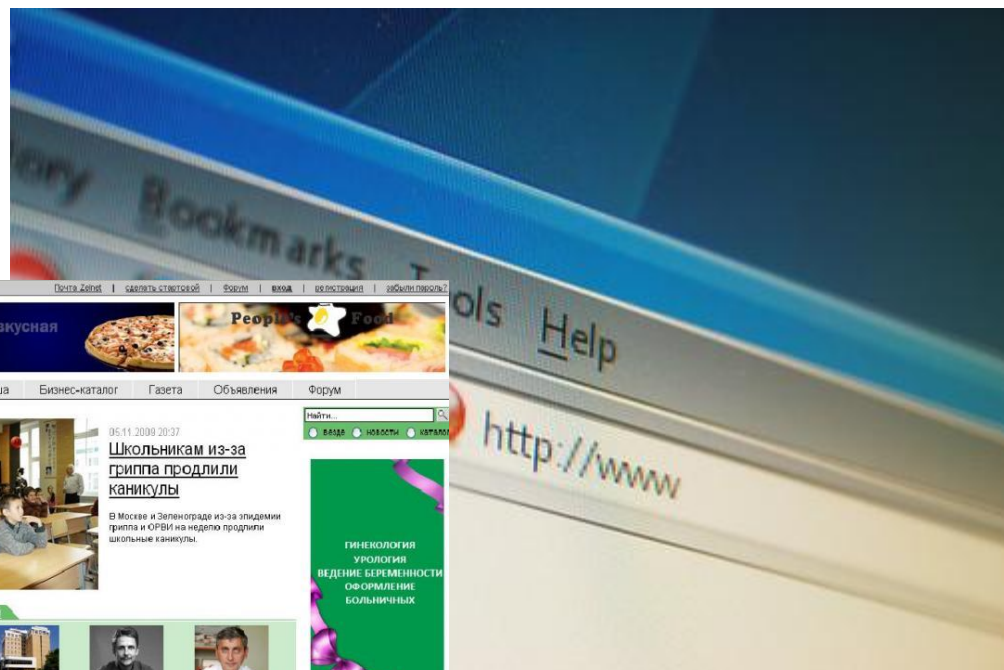 Bookmarks
ols
Help
http://www
Почта Zelnet | сделать стартовой | Форум | вход | регистрация | забыли пароль?
вкусная
People's Food
Бизнес-каталог Газета Объявления Форум
Найти...
везде новости каталог
05.11.2009 20:37
Школьникам из-за
гриппа продлили
каникулы
В Москве и Зеленограде из-за эпидемии
гриппа и ОРВИ на неделю продлили
школьные каникулы.
ГИНЕКОЛОГИЯ
УРОЛОГИЯ
ВЕДЕНИЕ БЕРЕМЕННОСТИ
ОФОРМЛЕНИЕ
БОЛЬНИЧНЫХ